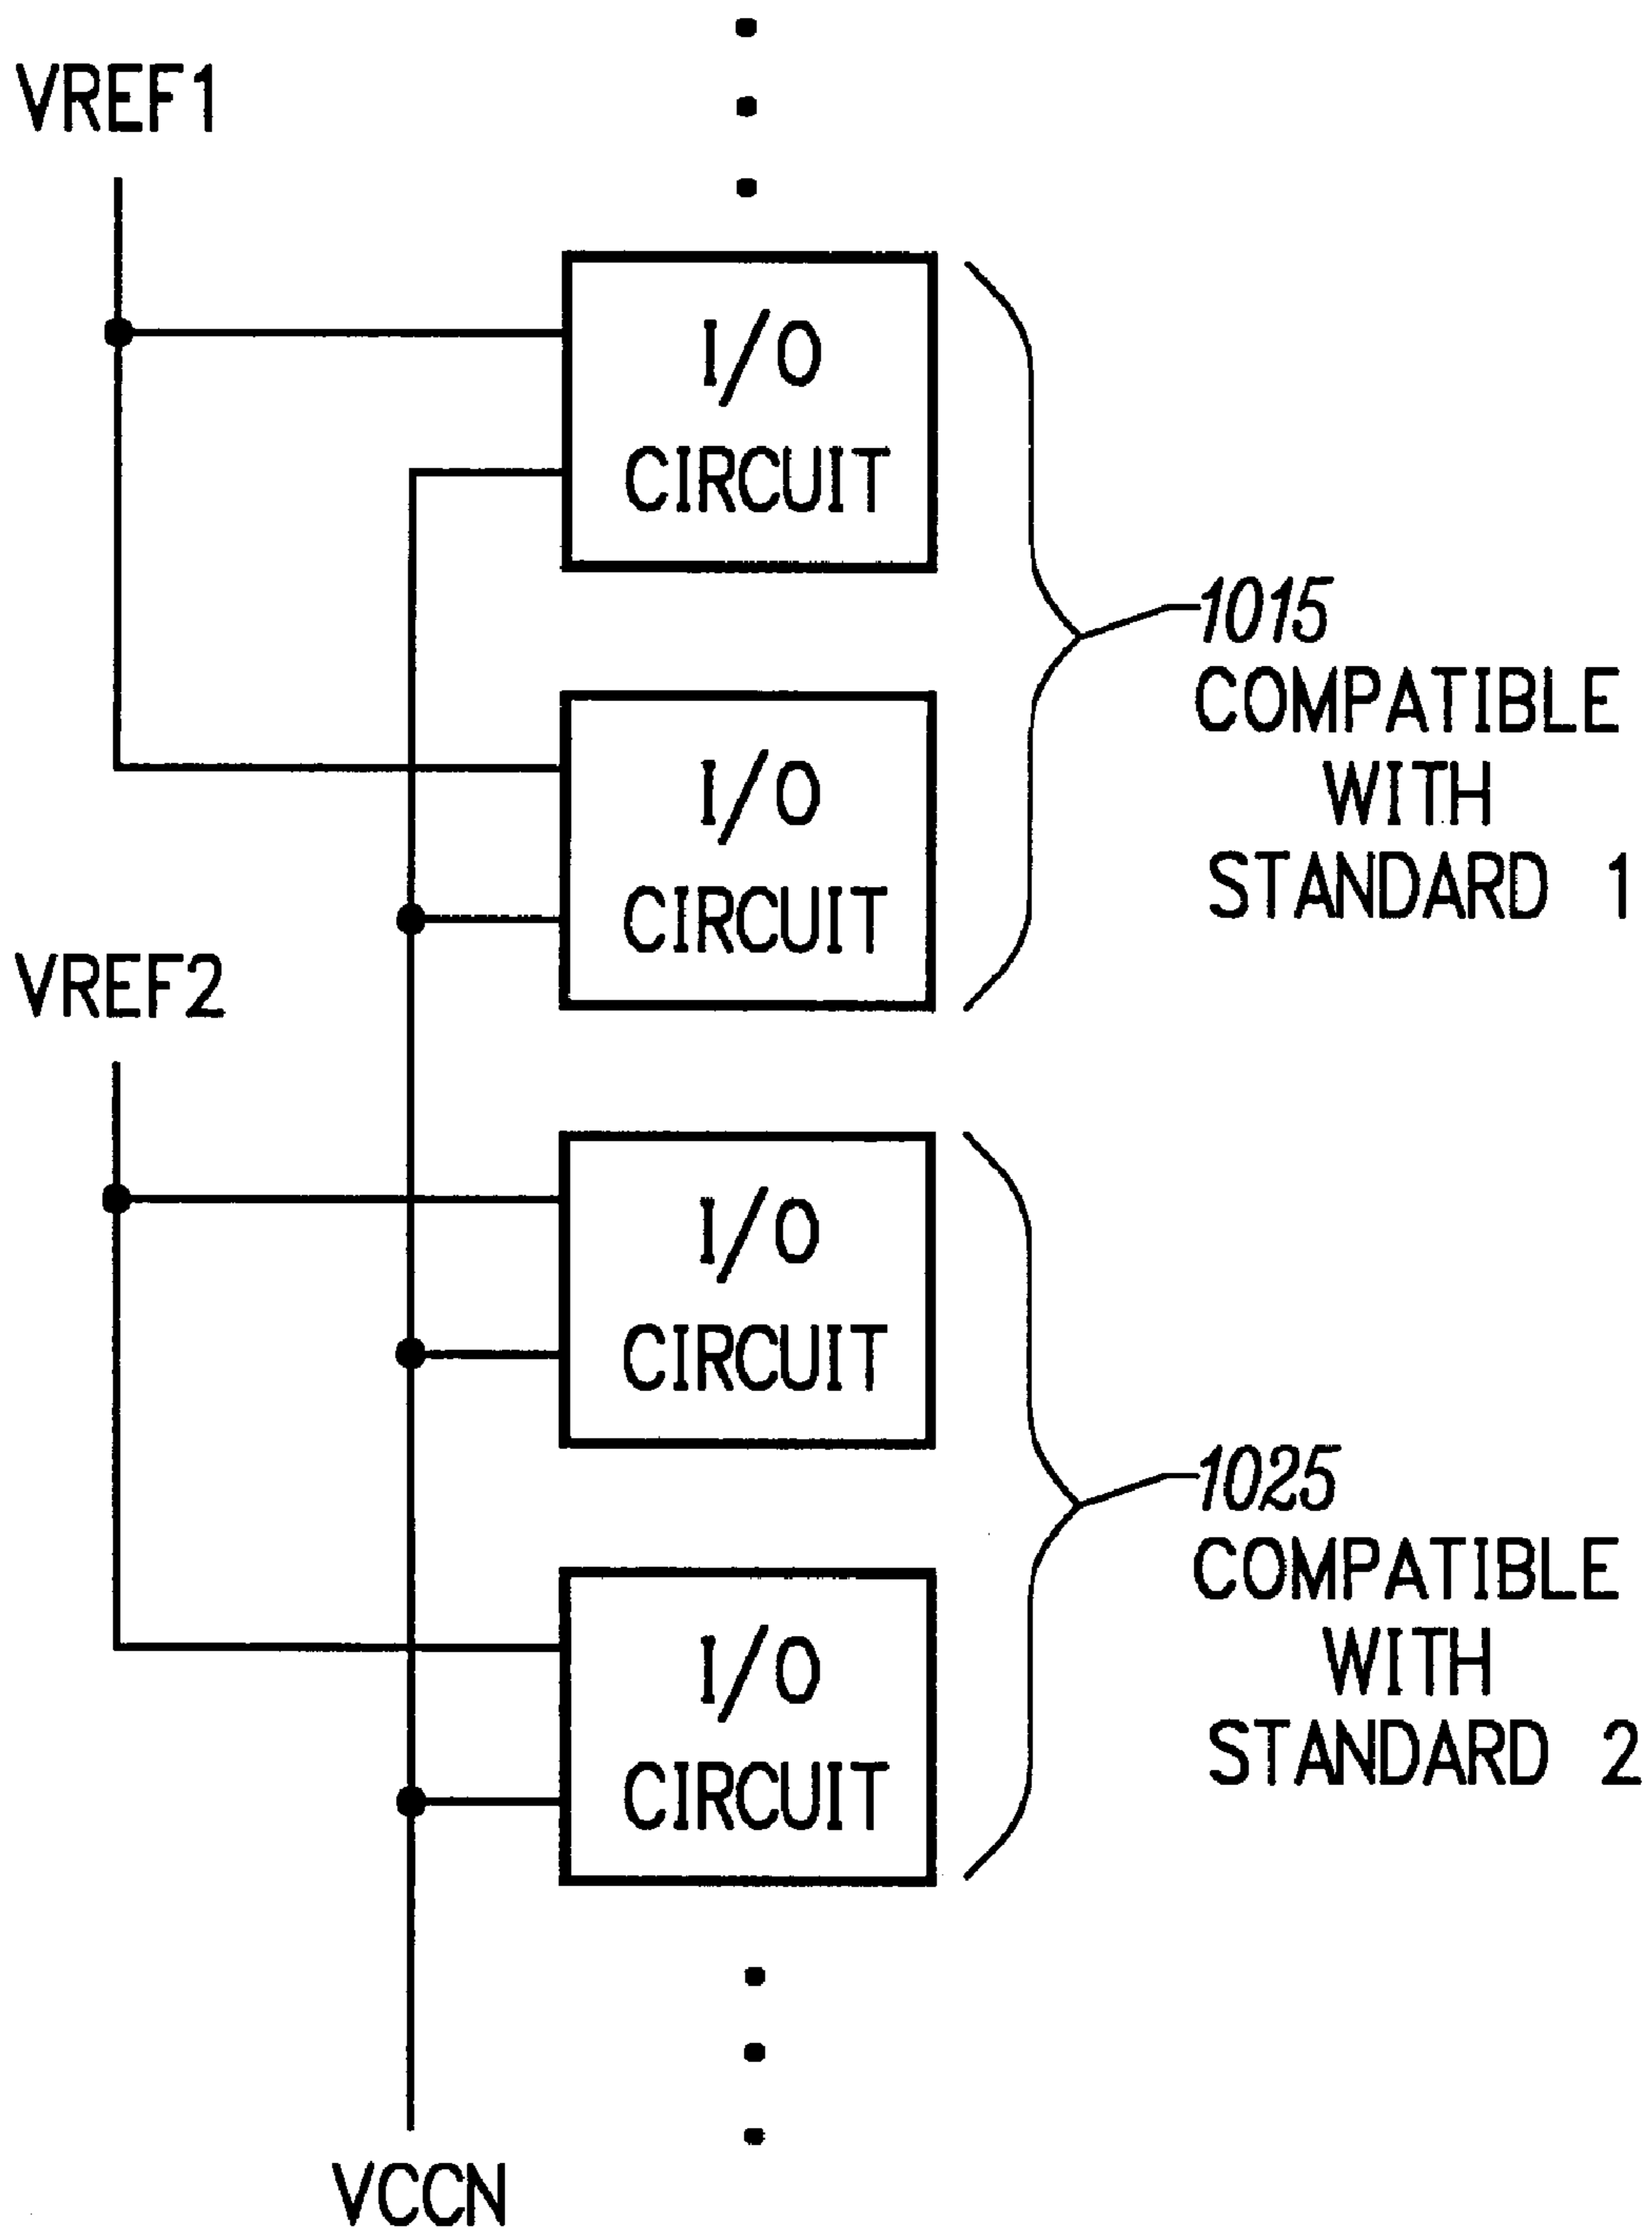 VREF1
I/O
CIRCUIT
1015
COMPATIBLE
WITH
STANDARD 1
I/O
CIRCUIT
VREF2
I/O
CIRCUIT
1025
COMPATIBLE
WITH
STANDARD 2
I/O
CIRCUIT
VCCN